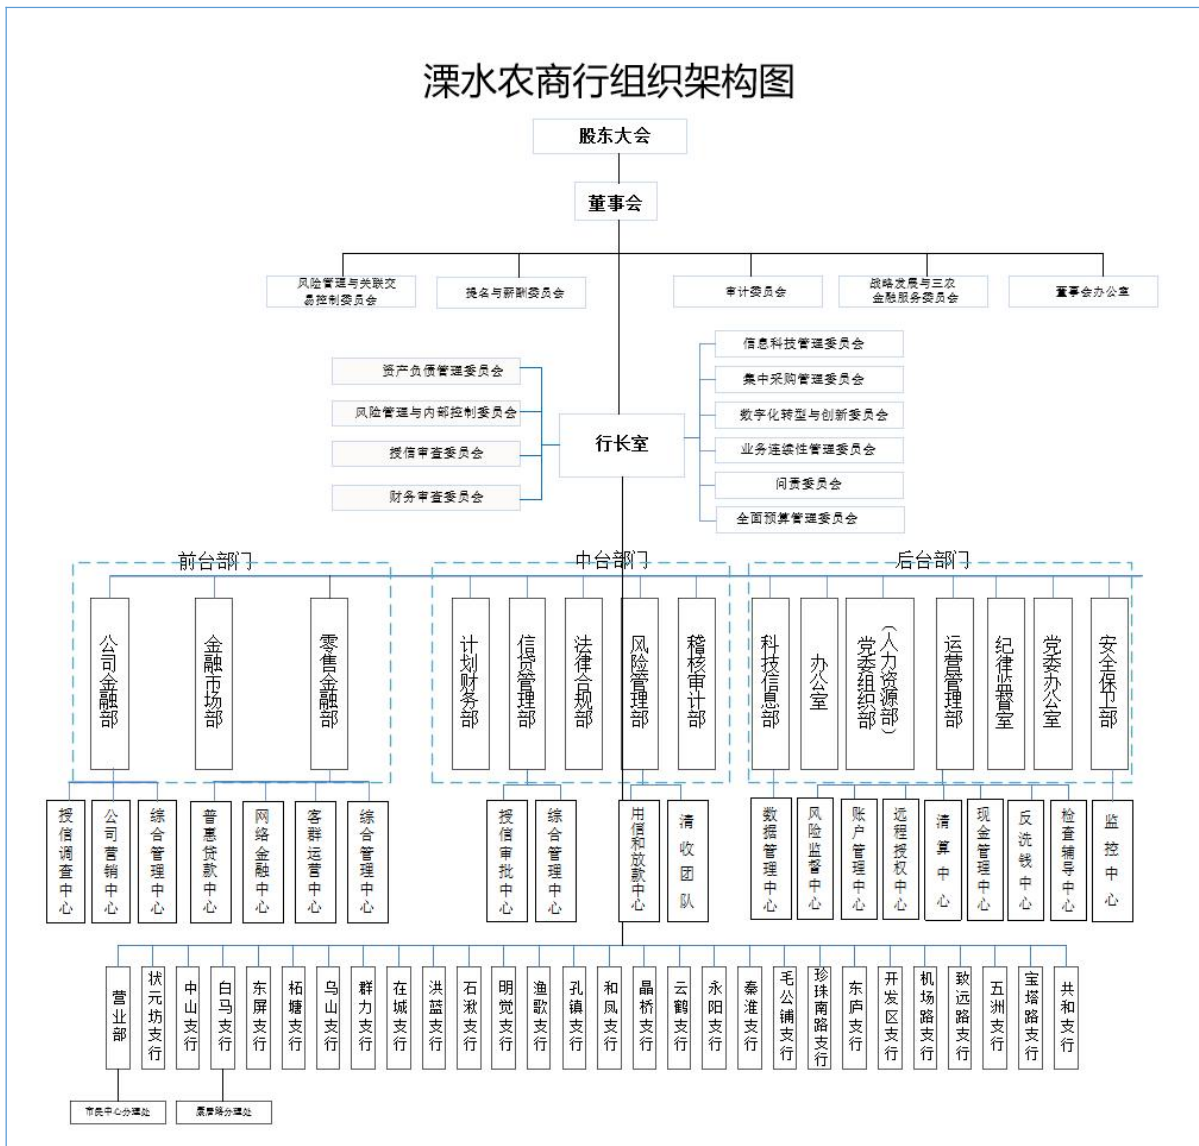 溧水农商行组织架构图
股东大会
董事会
风险管理与关联交
易控制委员会
提名与薪酬委员会
审计委员会
战略发展与三农
金融服务委员会
董事会办公室
资产负债管理委员会
风险管理与内部控制委员会
授信审查委员会
财务审查委员会
行长室
信息科技管理委员会
集中采购管理委员会
数字化转型与创新委员会
业务连续性管理委员会
问责委员会
全面预算管理委员会
前台部门
中台部门
后台部门
公司金融部
金融市场部
零售金融部
计划财务部
信贷管理部
法律合规部
风险管理部
稽核审计部
科技信息部
办公室
党委组织部
（人力资源部）
运营管理部
纪律监督室
党委办公室
安全保卫部
授信调查中心
公司营销中心
综合管理中心
普惠贷款中心
网络金融中心
客群运营中心
综合管理中心
授信审批中心
综合管理中心
用信和放款中心
清收团队
数据管理中心
风险监督中心
账户管理中心
远程授权中心
清算中心
现金管理中心
反洗钱中心
检查辅导中心
监控中心
营业部
状元坊支行
中山支行
白马支行
东屏支行
柘塘支行
乌山支行
群力支行
在城支行
洪蓝支行
石湫支行
明觉支行
渔歌支行
孔镇支行
和凤支行
晶桥支行
云鹤支行
永阳支行
秦淮支行
毛公铺支行
珍珠南路支行
东庐支行
开发区支行
机场路支行
致远路支行
五洲支行
宝塔路支行
共和支行
市民中心分理处
康居路分理处